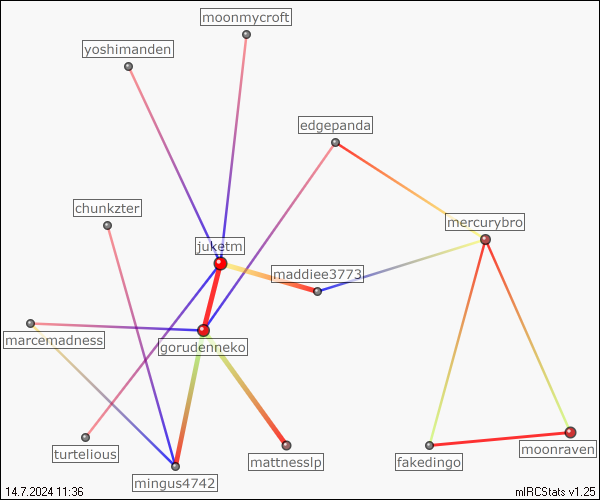 moonmycroft
yoshimanden
edgepanda
chunkzter
mercurybro
juketm
maddiee3773
marcemadness
gorudenneko
turtelious
mingus4742
mattnesslp
fakedingo
moonraven
14.7.2024 11:36
mIRCStats v1.25